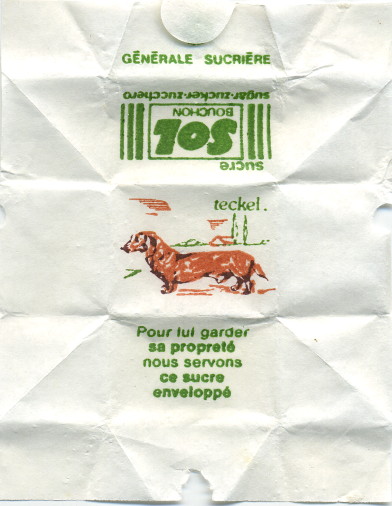 GÉNÉRALE SUCRIÈRE
sucre
SOL
BOUCHON
sugar-zucker-zucchero
teckel.
Pour lui garder
sa propreté
nous servons
ce sucre
enveloppé